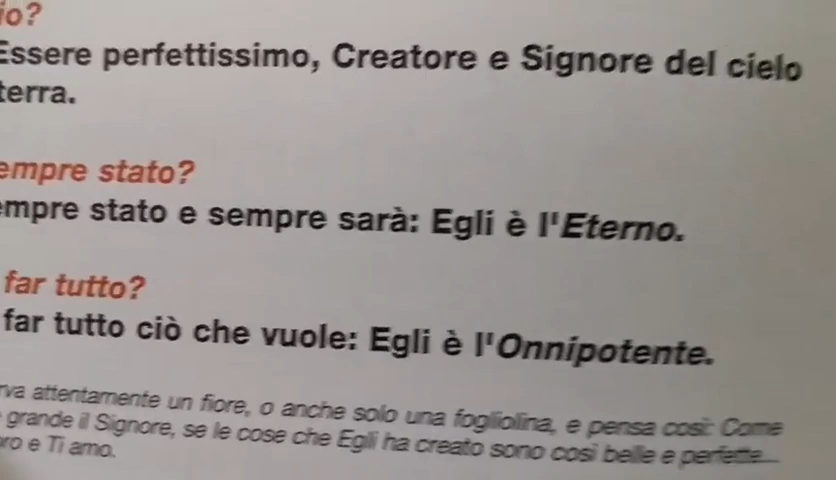 io?
Essere perfettissimo, Creatore e Signore del cielo
terra.
empre stato?
empre stato e sempre sarà: Egli è l'Eterno.
far tutto?
far tutto ciò che vuole: Egli è l'Onnipotente.
rva attentamente un fiore, o anche solo una fogliolina, e pensa così: Come
grande il Signore, se le cose che Egli ha creato sono così belle e perfette...
oro e Ti amo.